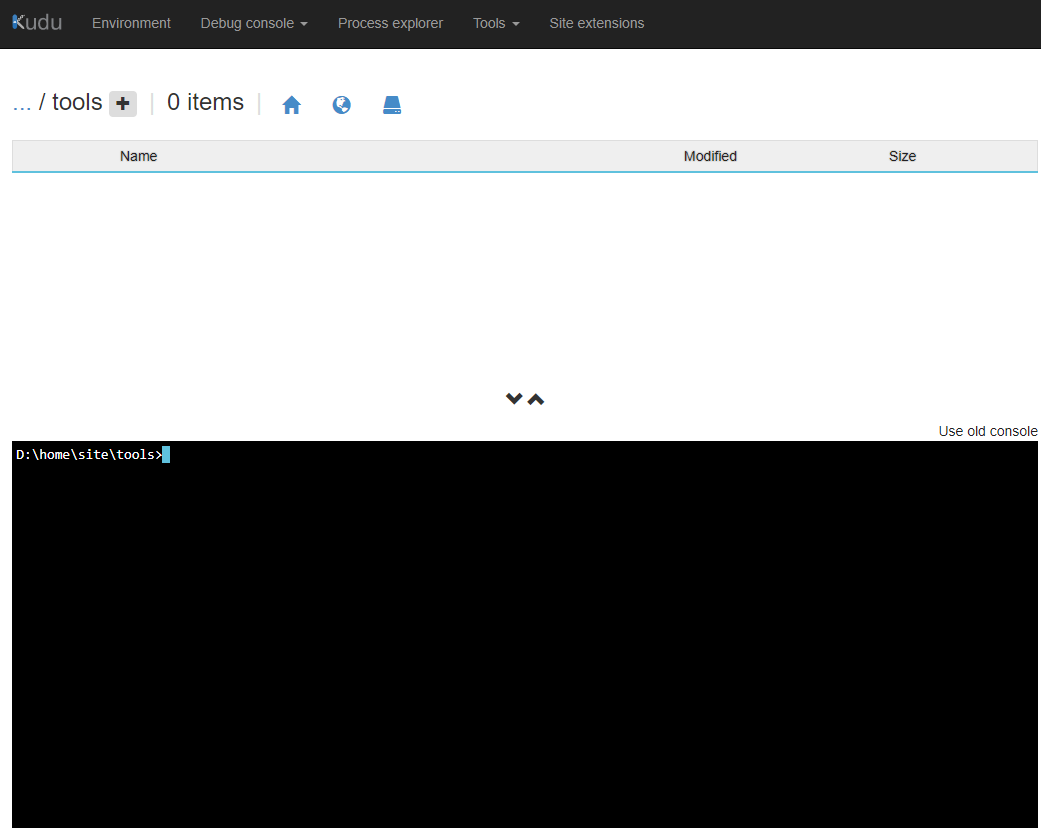 Kudu Environment Debug console Process explorer Tools Site extensions
... / tools | 0 items |
Name Modified Size
Use old console
D:\home\site\tools>